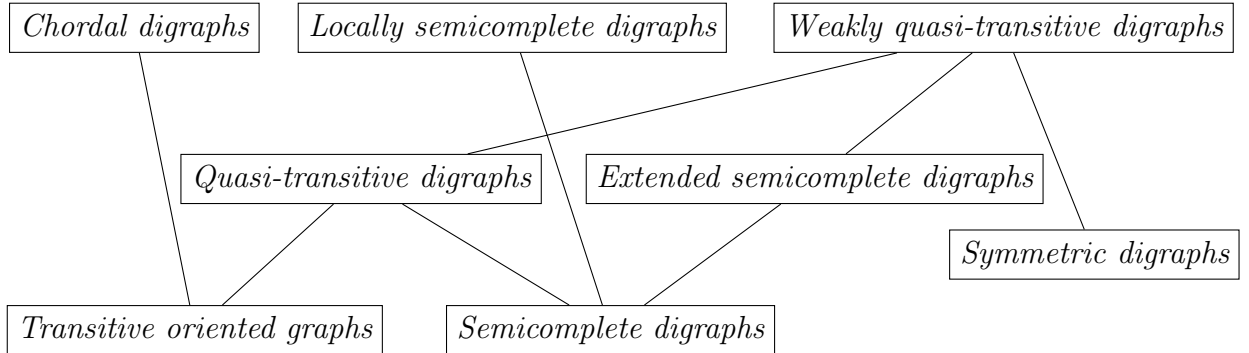 Chordal digraphs
Locally semicomplete digraphs
Weakly quasi-transitive digraphs
Quasi-transitive digraphs
Extended semicomplete digraphs
Symmetric digraphs
Transitive oriented graphs
Semicomplete digraphs